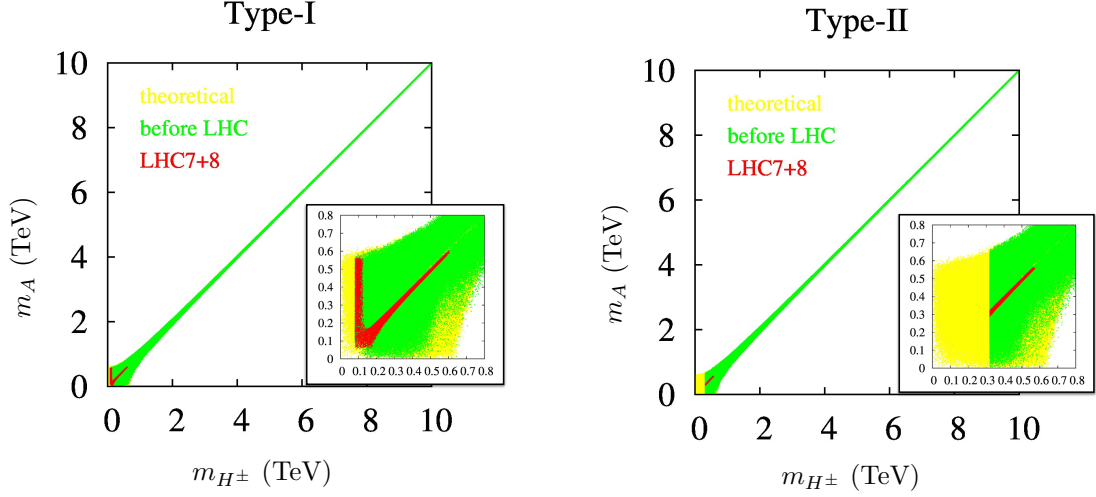 Type-I
10
8
6
4
2
0
0 2 4 6 8 10
m_A (TeV)
m_{H^±} (TeV)
theoretical
before LHC
LHC7+8
0.8
0.7
0.6
0.5
0.4
0.3
0.2
0.1
0
0 0.1 0.2 0.3 0.4 0.5 0.6 0.7 0.8
Type-II
10
8
6
4
2
0
0 2 4 6 8 10
m_A (TeV)
m_{H^±} (TeV)
theoretical
before LHC
LHC7+8
0.8
0.7
0.6
0.5
0.4
0.3
0.2
0.1
0
0 0.1 0.2 0.3 0.4 0.5 0.6 0.7 0.8